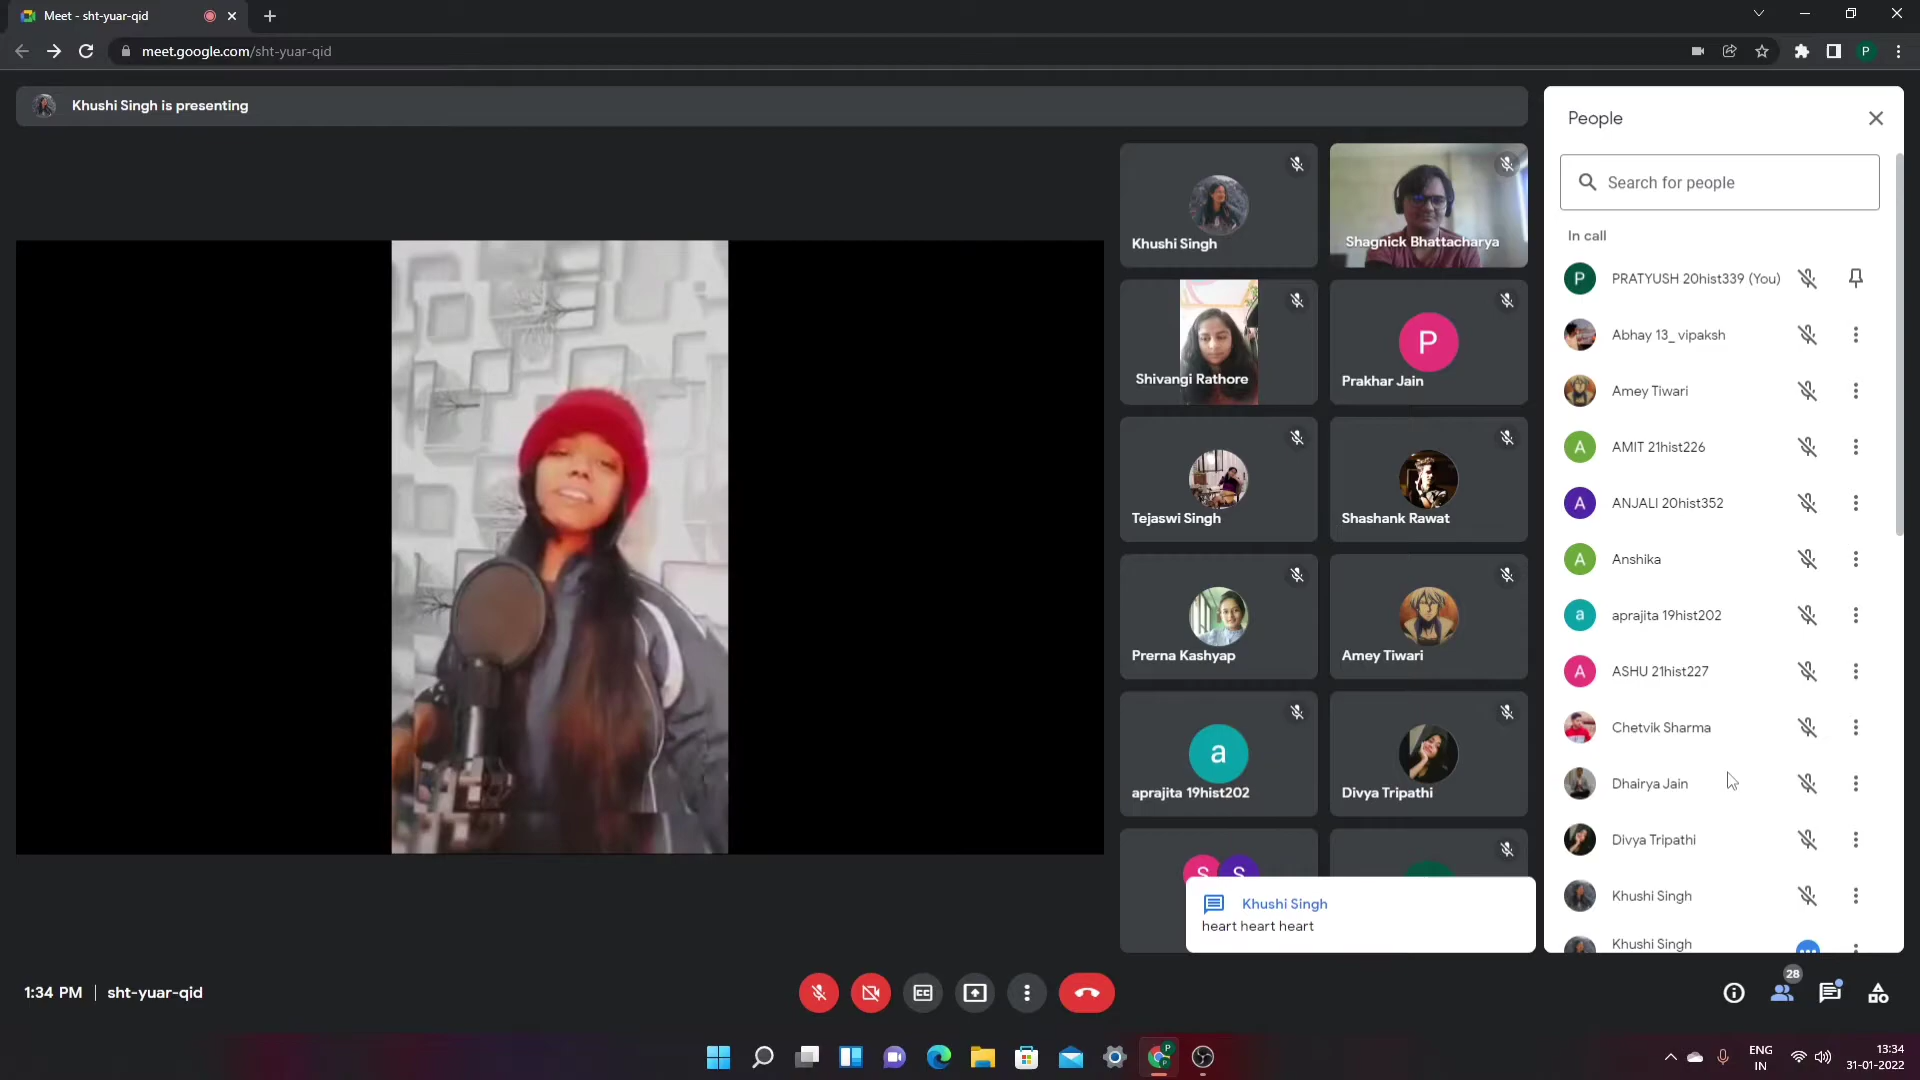 Meet - sht-yuar-qid
meet.google.com/sht-yuar-qid
P
Khushi Singh is presenting
Khushi Singh
Shagnick Bhattacharya
Shivangi Rathore
P
Prakhar Jain
Tejaswi Singh
Shashank Rawat
Prerna Kashyap
Amey Tiwari
a
aprajita 19hist202
Divya Tripathi
S
S
Khushi Singh
heart heart heart
People
Search for people
In call
P
PRATYUSH 20hist339 (You)
Abhay 13_ vipaksh
Amey Tiwari
A
AMIT 21hist226
A
ANJALI 20hist352
A
Anshika
a
aprajita 19hist202
A
ASHU 21hist227
Chetvik Sharma
Dhairya Jain
Divya Tripathi
Khushi Singh
Khushi Singh
1:34 PM | sht-yuar-qid
CC
28
P
P
ENG
IN
13:34
31-01-2022